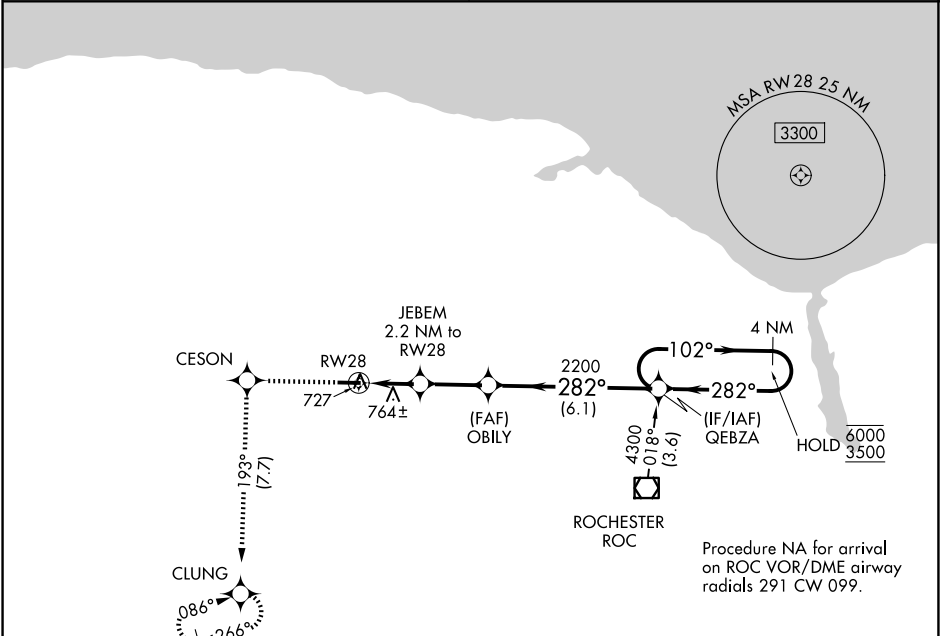 MSA RW28 25 NM
3300
JEBEM
2.2 NM to
RW28
4 NM
CESON
RW28
727
764±
2200
282°
(6.1)
102°
282°
(FAF)
OBILY
(IF/IAF)
QEBZA
HOLD
6000
3500
4300
018°
(3.6)
193°
(7.7)
ROCHESTER
ROC
Procedure NA for arrival
on ROC VOR/DME airway
radials 291 CW 099.
CLUNG
086°
266°